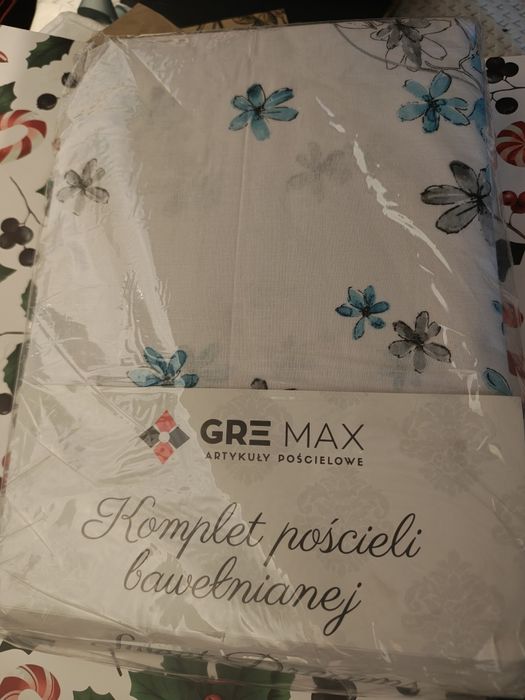 GRE MAX
ARTYKUŁY POŚCIELOWE
Komplet pościeli
bawełnianej